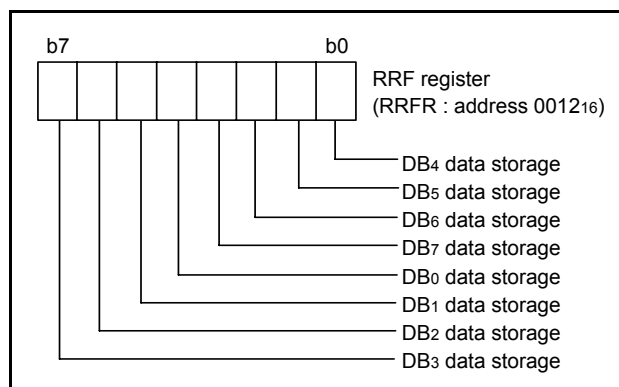 b7 b0
RRF register
(RRFR : address 0012₁₆)
DB₄ data storage
DB₅ data storage
DB₆ data storage
DB₇ data storage
DB₀ data storage
DB₁ data storage
DB₂ data storage
DB₃ data storage